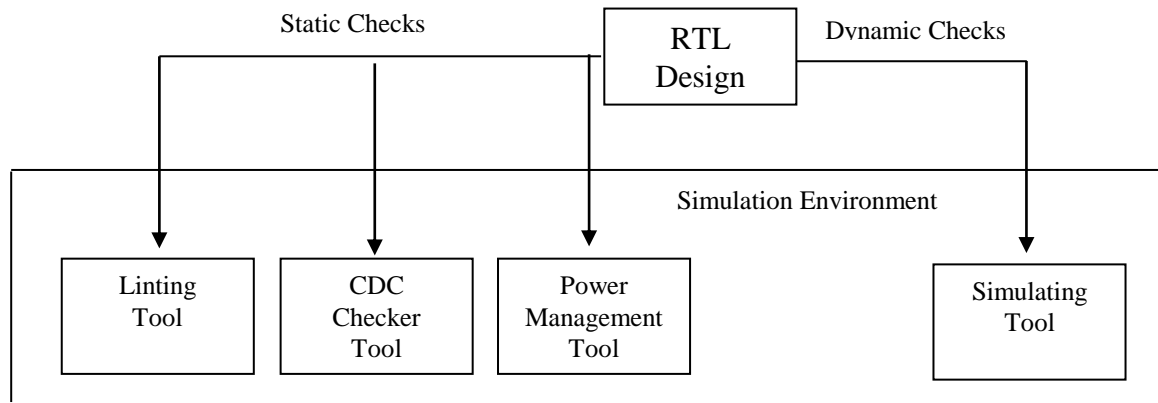 Static Checks
RTL
Design
Dynamic Checks
Simulation Environment
Linting
Tool
CDC
Checker
Tool
Power
Management
Tool
Simulating
Tool